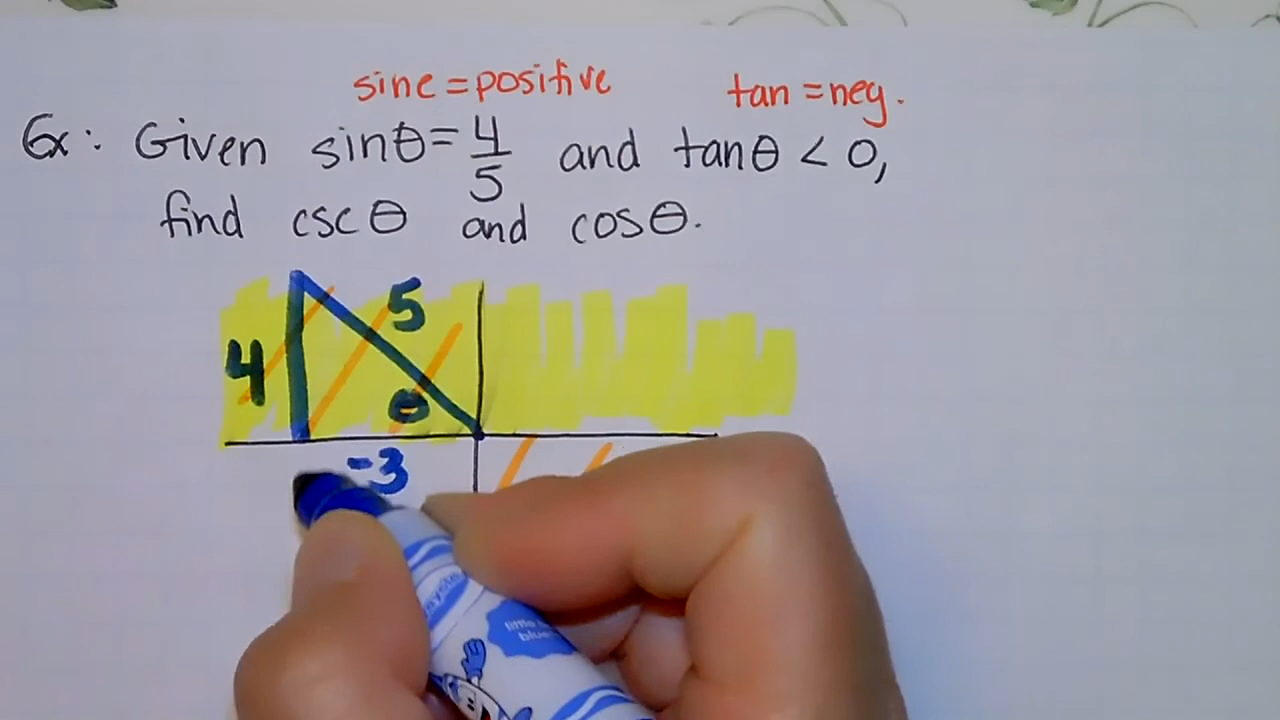 sine = positive tan = neg.
Ex: Given sinθ = 4/5 and tanθ < 0,
find cscθ and cosθ.
5
4
θ
-3